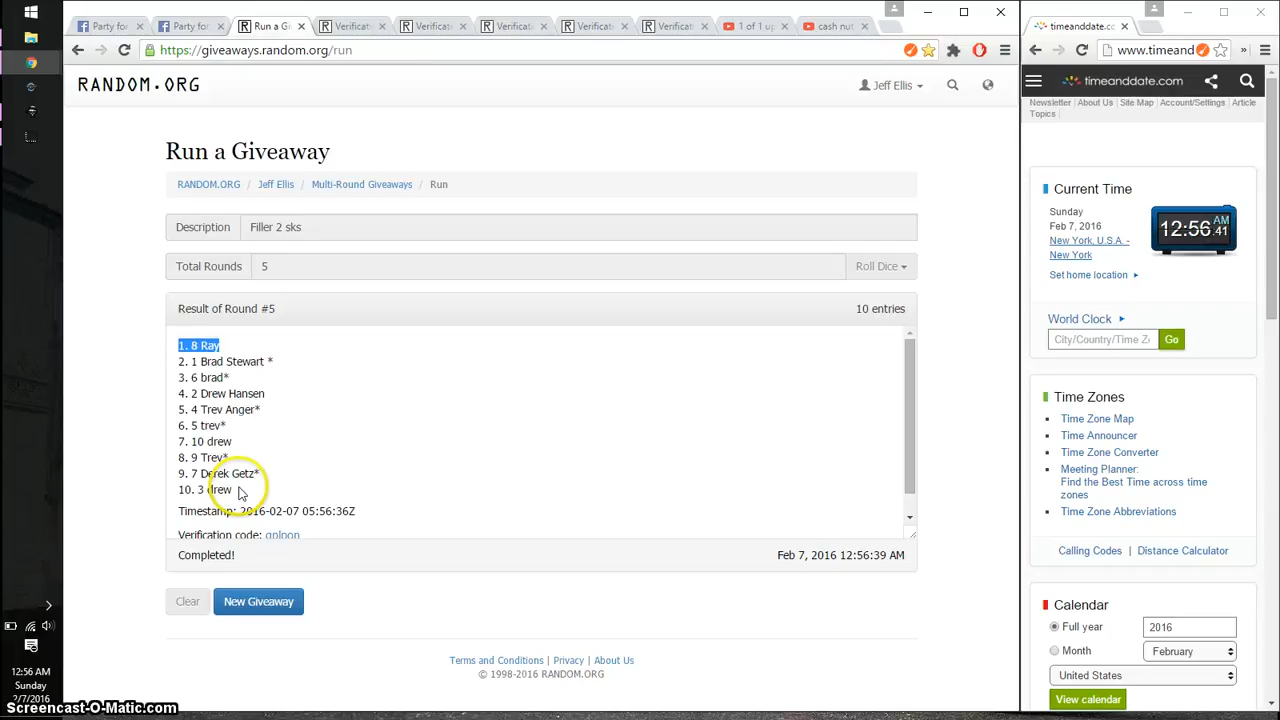 Party for
Party for
Run a Giv
Verificati
Verificate
Verificate
Verificate
Verificate
1 of 1 up
cash nut
timeanddate.co
https://giveaways.random.org/run
www.timeand
RANDOM.ORG
Jeff Ellis
timeanddate.com
Newsletter | About Us | Site Map | Account/Settings | Article
Topics |
Run a Giveaway
RANDOM.ORG / Jeff Ellis / Multi-Round Giveaways / Run
Description Filler 2 sks
Total Rounds 5 Roll Dice
Result of Round #5 10 entries
1. 8 Ray
2. 1 Brad Stewart *
3. 6 brad*
4. 2 Drew Hansen
5. 4 Trev Anger*
6. 5 trev*
7. 10 drew
8. 9 Trev*
9. 7 Derek Getz*
10. 3 drew
Timestamp: 2016-02-07 05:56:36Z
Verification code:
Completed! Feb 7, 2016 12:56:39 AM
Clear New Giveaway
Terms and Conditions | Privacy | About Us
© 1998-2016 RANDOM.ORG
Current Time
Sunday
Feb 7, 2016
New York, U.S.A. -
New York
12:56 AM .41
Set home location
World Clock
City/Country/Time Z Go
Time Zones
Time Zone Map
Time Announcer
Time Zone Converter
Meeting Planner:
Find the Best Time across time
zones
Time Zone Abbreviations
Calling Codes | Distance Calculator
Calendar
Full year 2016
Month February
United States
View calendar
12:56 AM
Sunday
2/7/2016
Screencast-O-Matic.com